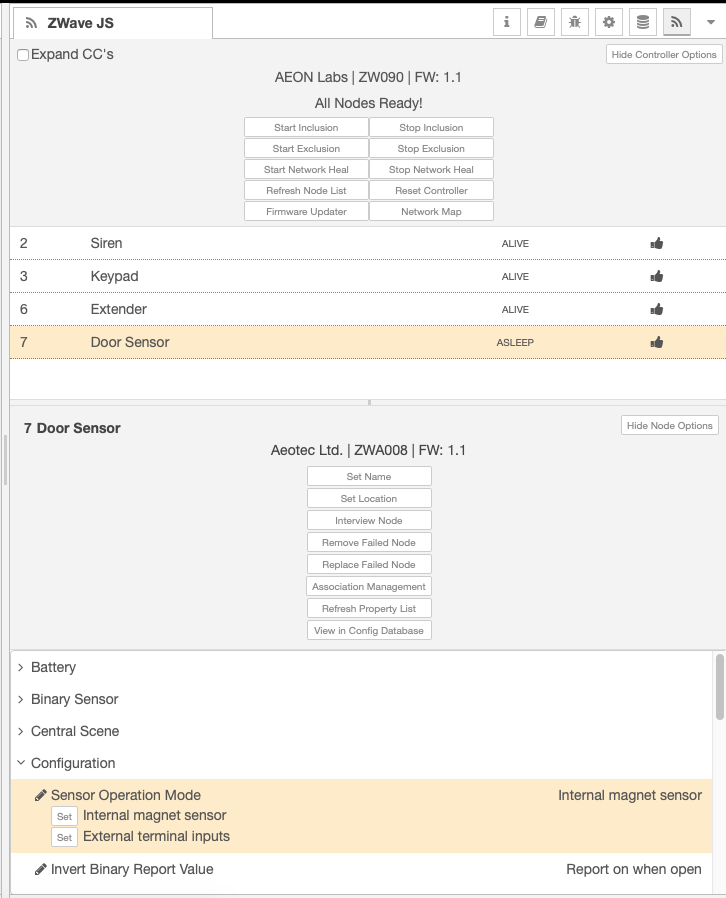 ZWave JS
Expand CC's
Hide Controller Options
AEON Labs | ZW090 | FW: 1.1
All Nodes Ready!
Start Inclusion Stop Inclusion
Start Exclusion Stop Exclusion
Start Network Heal Stop Network Heal
Refresh Node List Reset Controller
Firmware Updater Network Map
2 Siren ALIVE
3 Keypad ALIVE
6 Extender ALIVE
7 Door Sensor ASLEEP
7 Door Sensor
Hide Node Options
Aeotec Ltd. | ZWA008 | FW: 1.1
Set Name
Set Location
Interview Node
Remove Failed Node
Replace Failed Node
Association Management
Refresh Property List
View in Config Database
Battery
Binary Sensor
Central Scene
Configuration
Sensor Operation Mode Internal magnet sensor
Set Internal magnet sensor
Set External terminal inputs
Invert Binary Report Value Report on when open